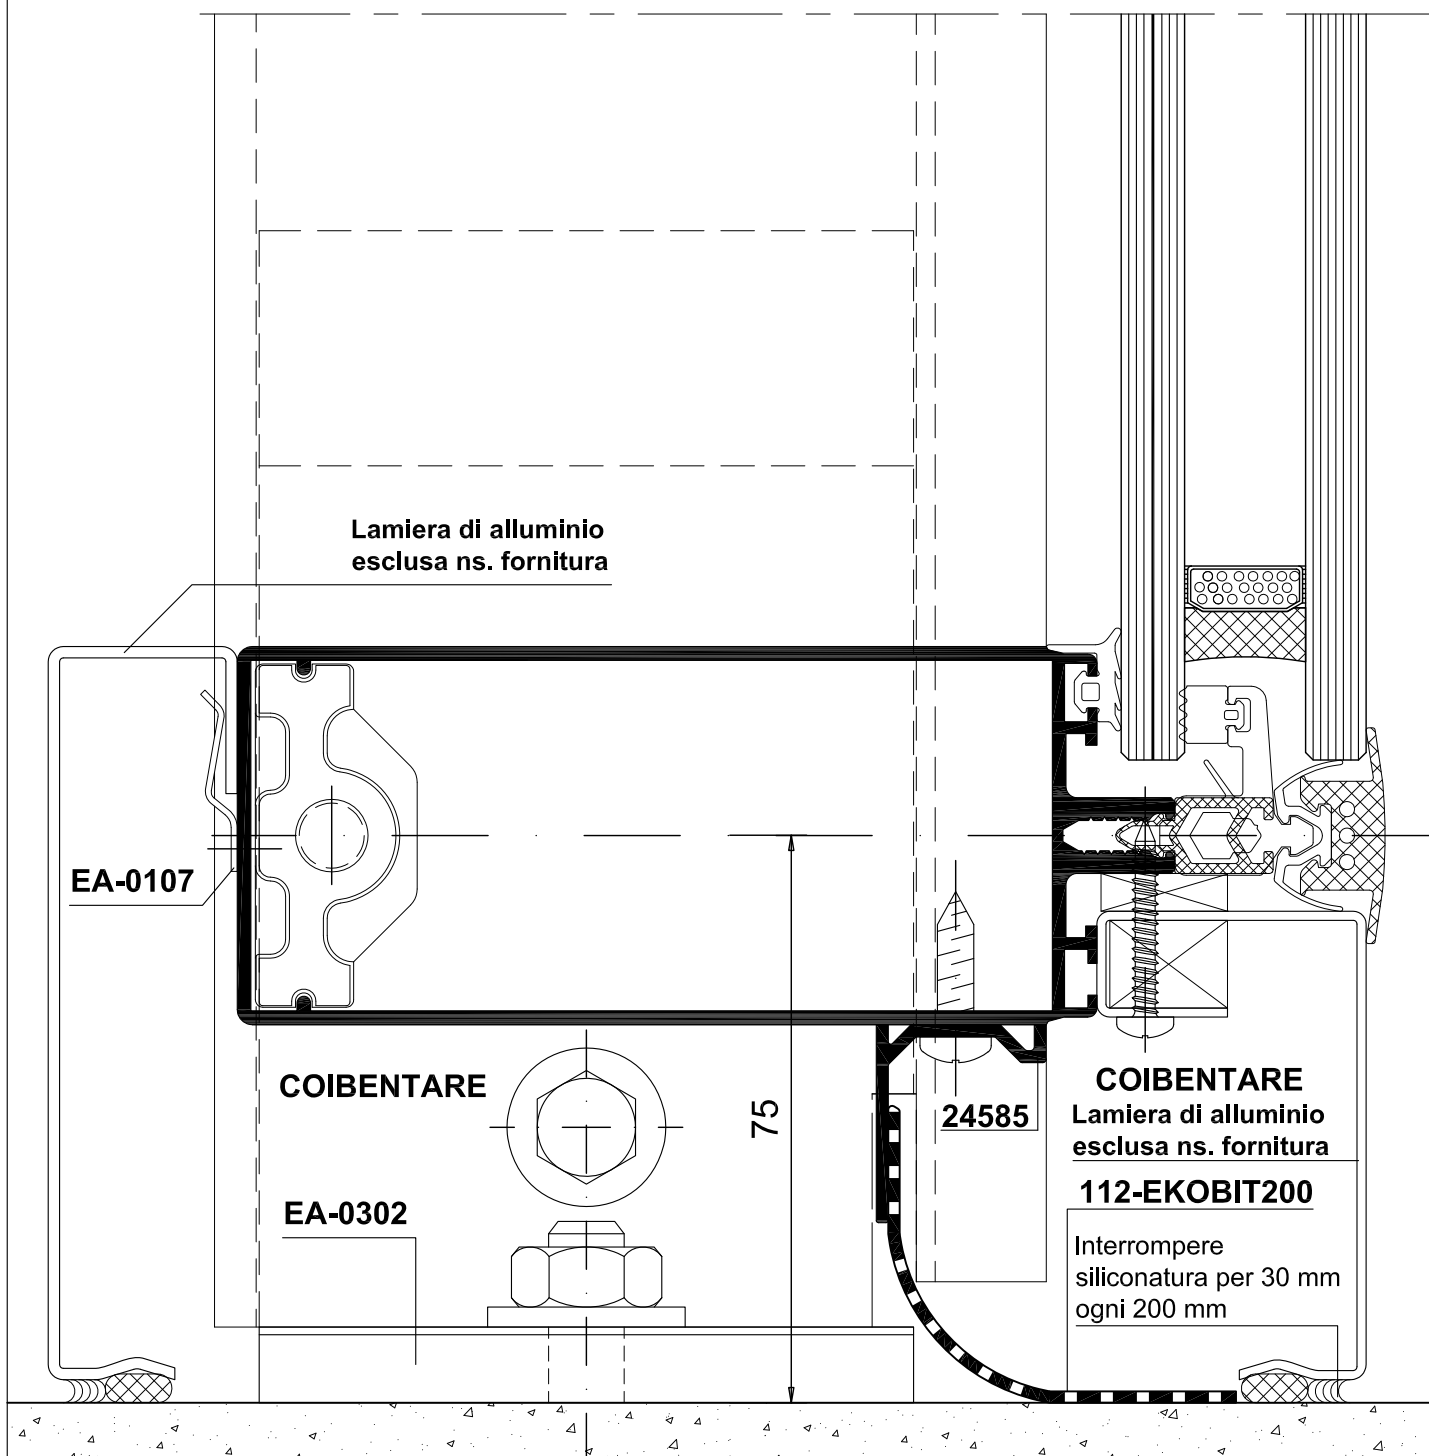 Lamiera di alluminio
esclusa ns. fornitura
EA-0107
COIBENTARE
75
24585
COIBENTARE
Lamiera di alluminio
esclusa ns. fornitura
112-EKOBIT200
EA-0302
Interrompere
siliconatura per 30 mm
ogni 200 mm